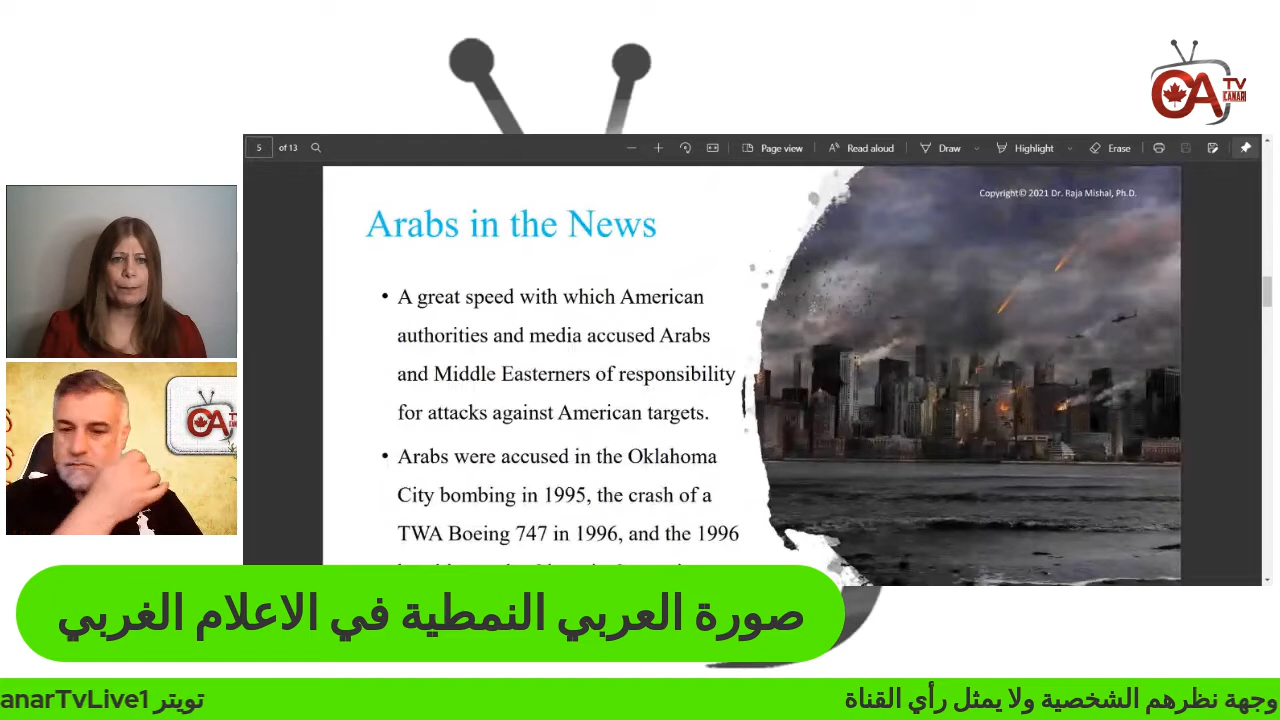 CA TV
CANARI
5 of 13 Page view Read aloud Draw Highlight Erase
Copyright© 2021 Dr. Raja Mishal, Ph.D.
Arabs in the News
• A great speed with which American
authorities and media accused Arabs
and Middle Easterners of responsibility
for attacks against American targets.
• Arabs were accused in the Oklahoma
City bombing in 1995, the crash of a
TWA Boeing 747 in 1996, and the 1996
CA TV
صورة العربي النمطية في الاعلام الغربي
وجهة نظرهم الشخصية ولا يمثل رأي القناة
تويتر anarTvLive1